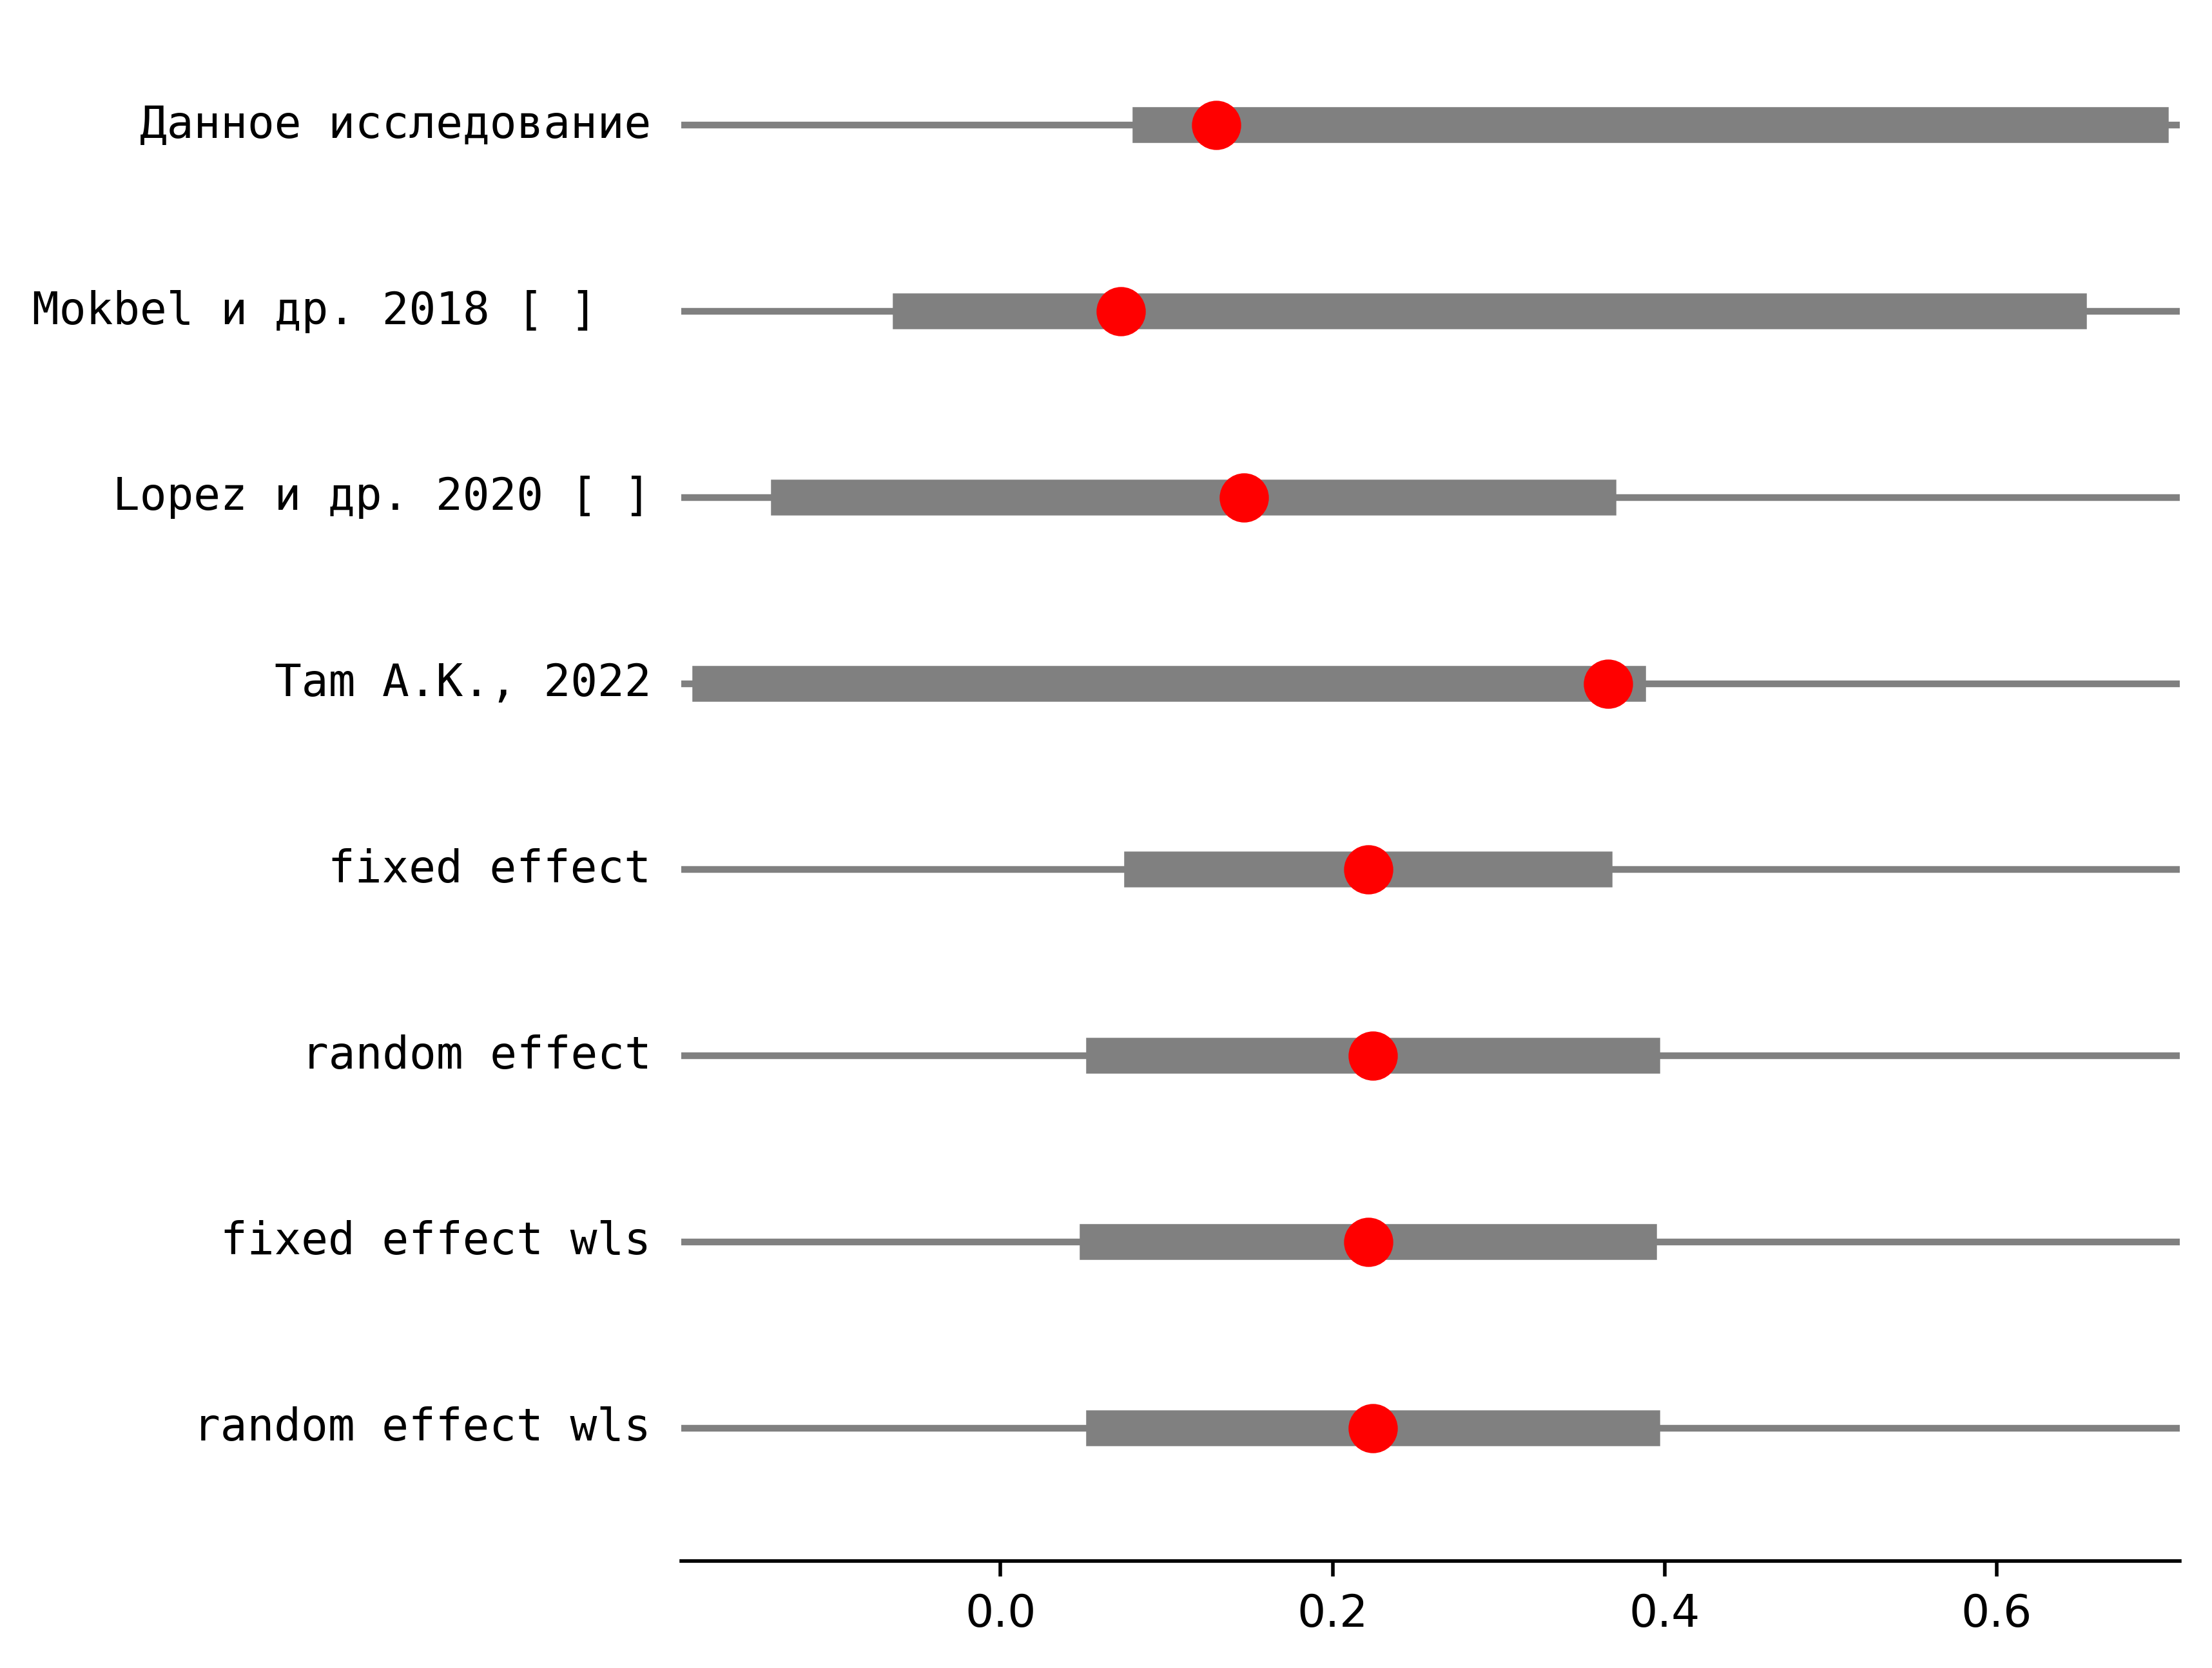 Данное исследование
Mokbel и др. 2018 [ ]
Lopez и др. 2020 [ ]
Tam A.K., 2022
fixed effect
random effect
fixed effect wls
random effect wls
0.0 0.2 0.4 0.6